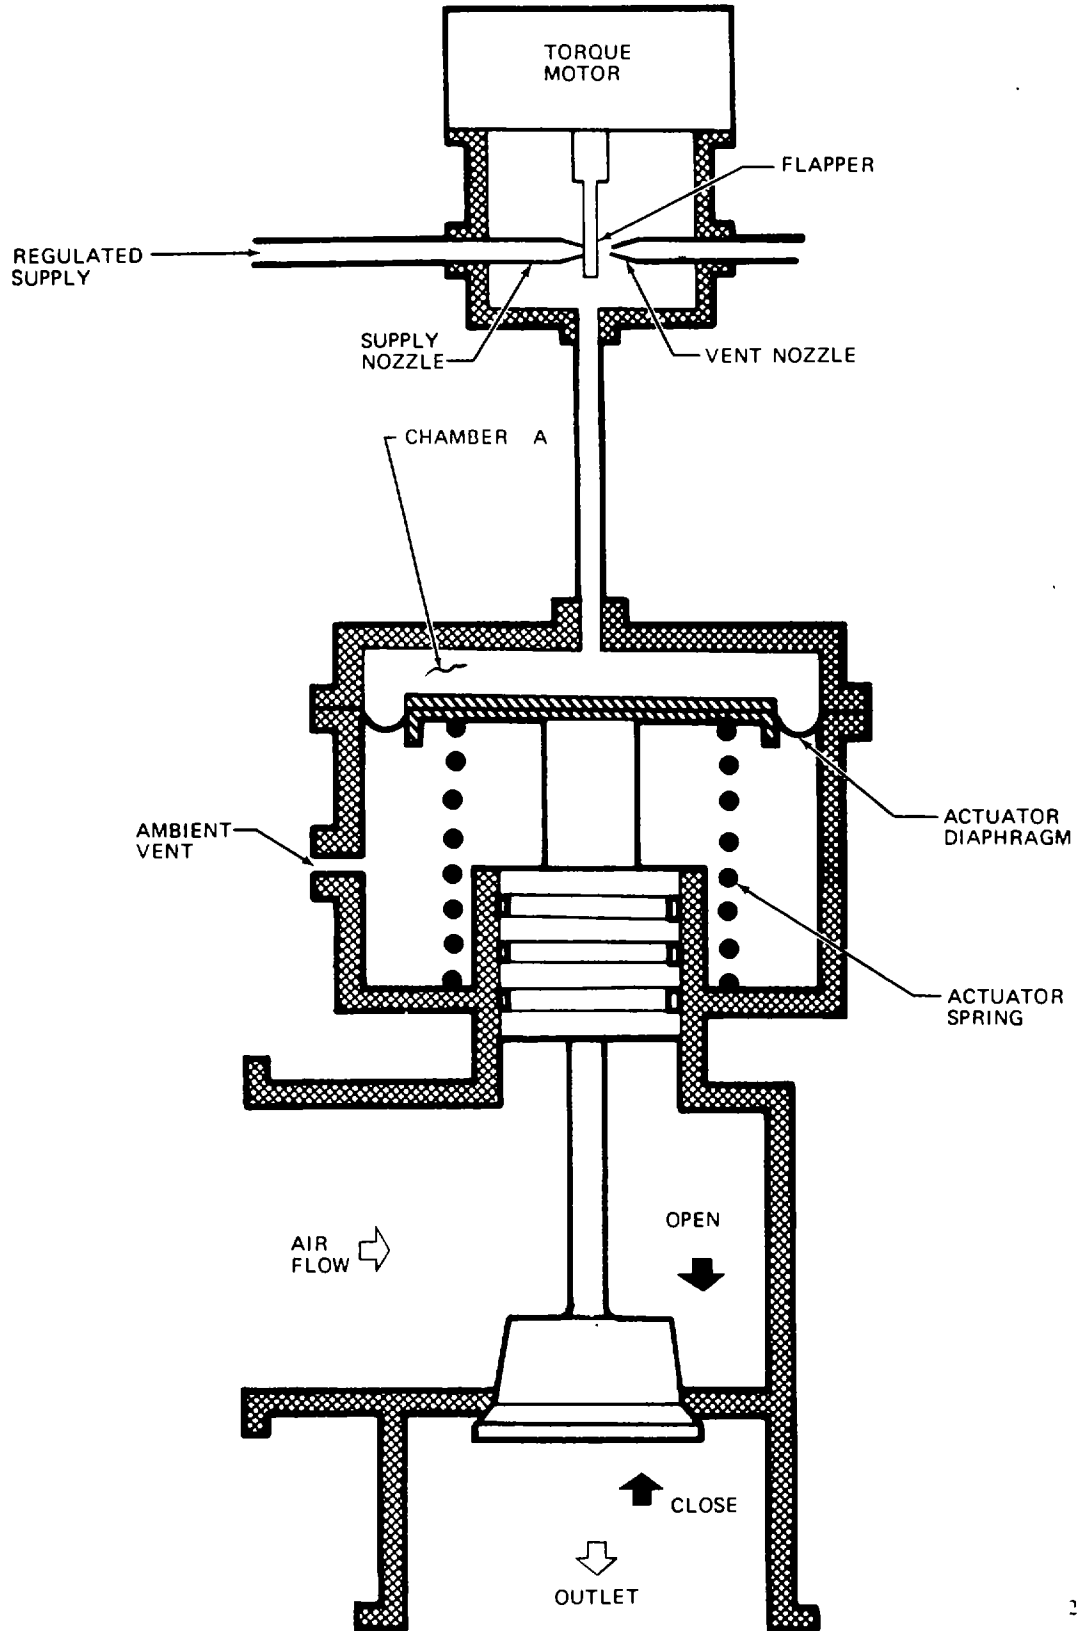 TORQUE
MOTOR
FLAPPER
REGULATED
SUPPLY
SUPPLY
NOZZLE
VENT NOZZLE
CHAMBER A
AMBIENT
VENT
ACTUATOR
DIAPHRAGM
ACTUATOR
SPRING
OPEN
AIR
FLOW
CLOSE
OUTLET